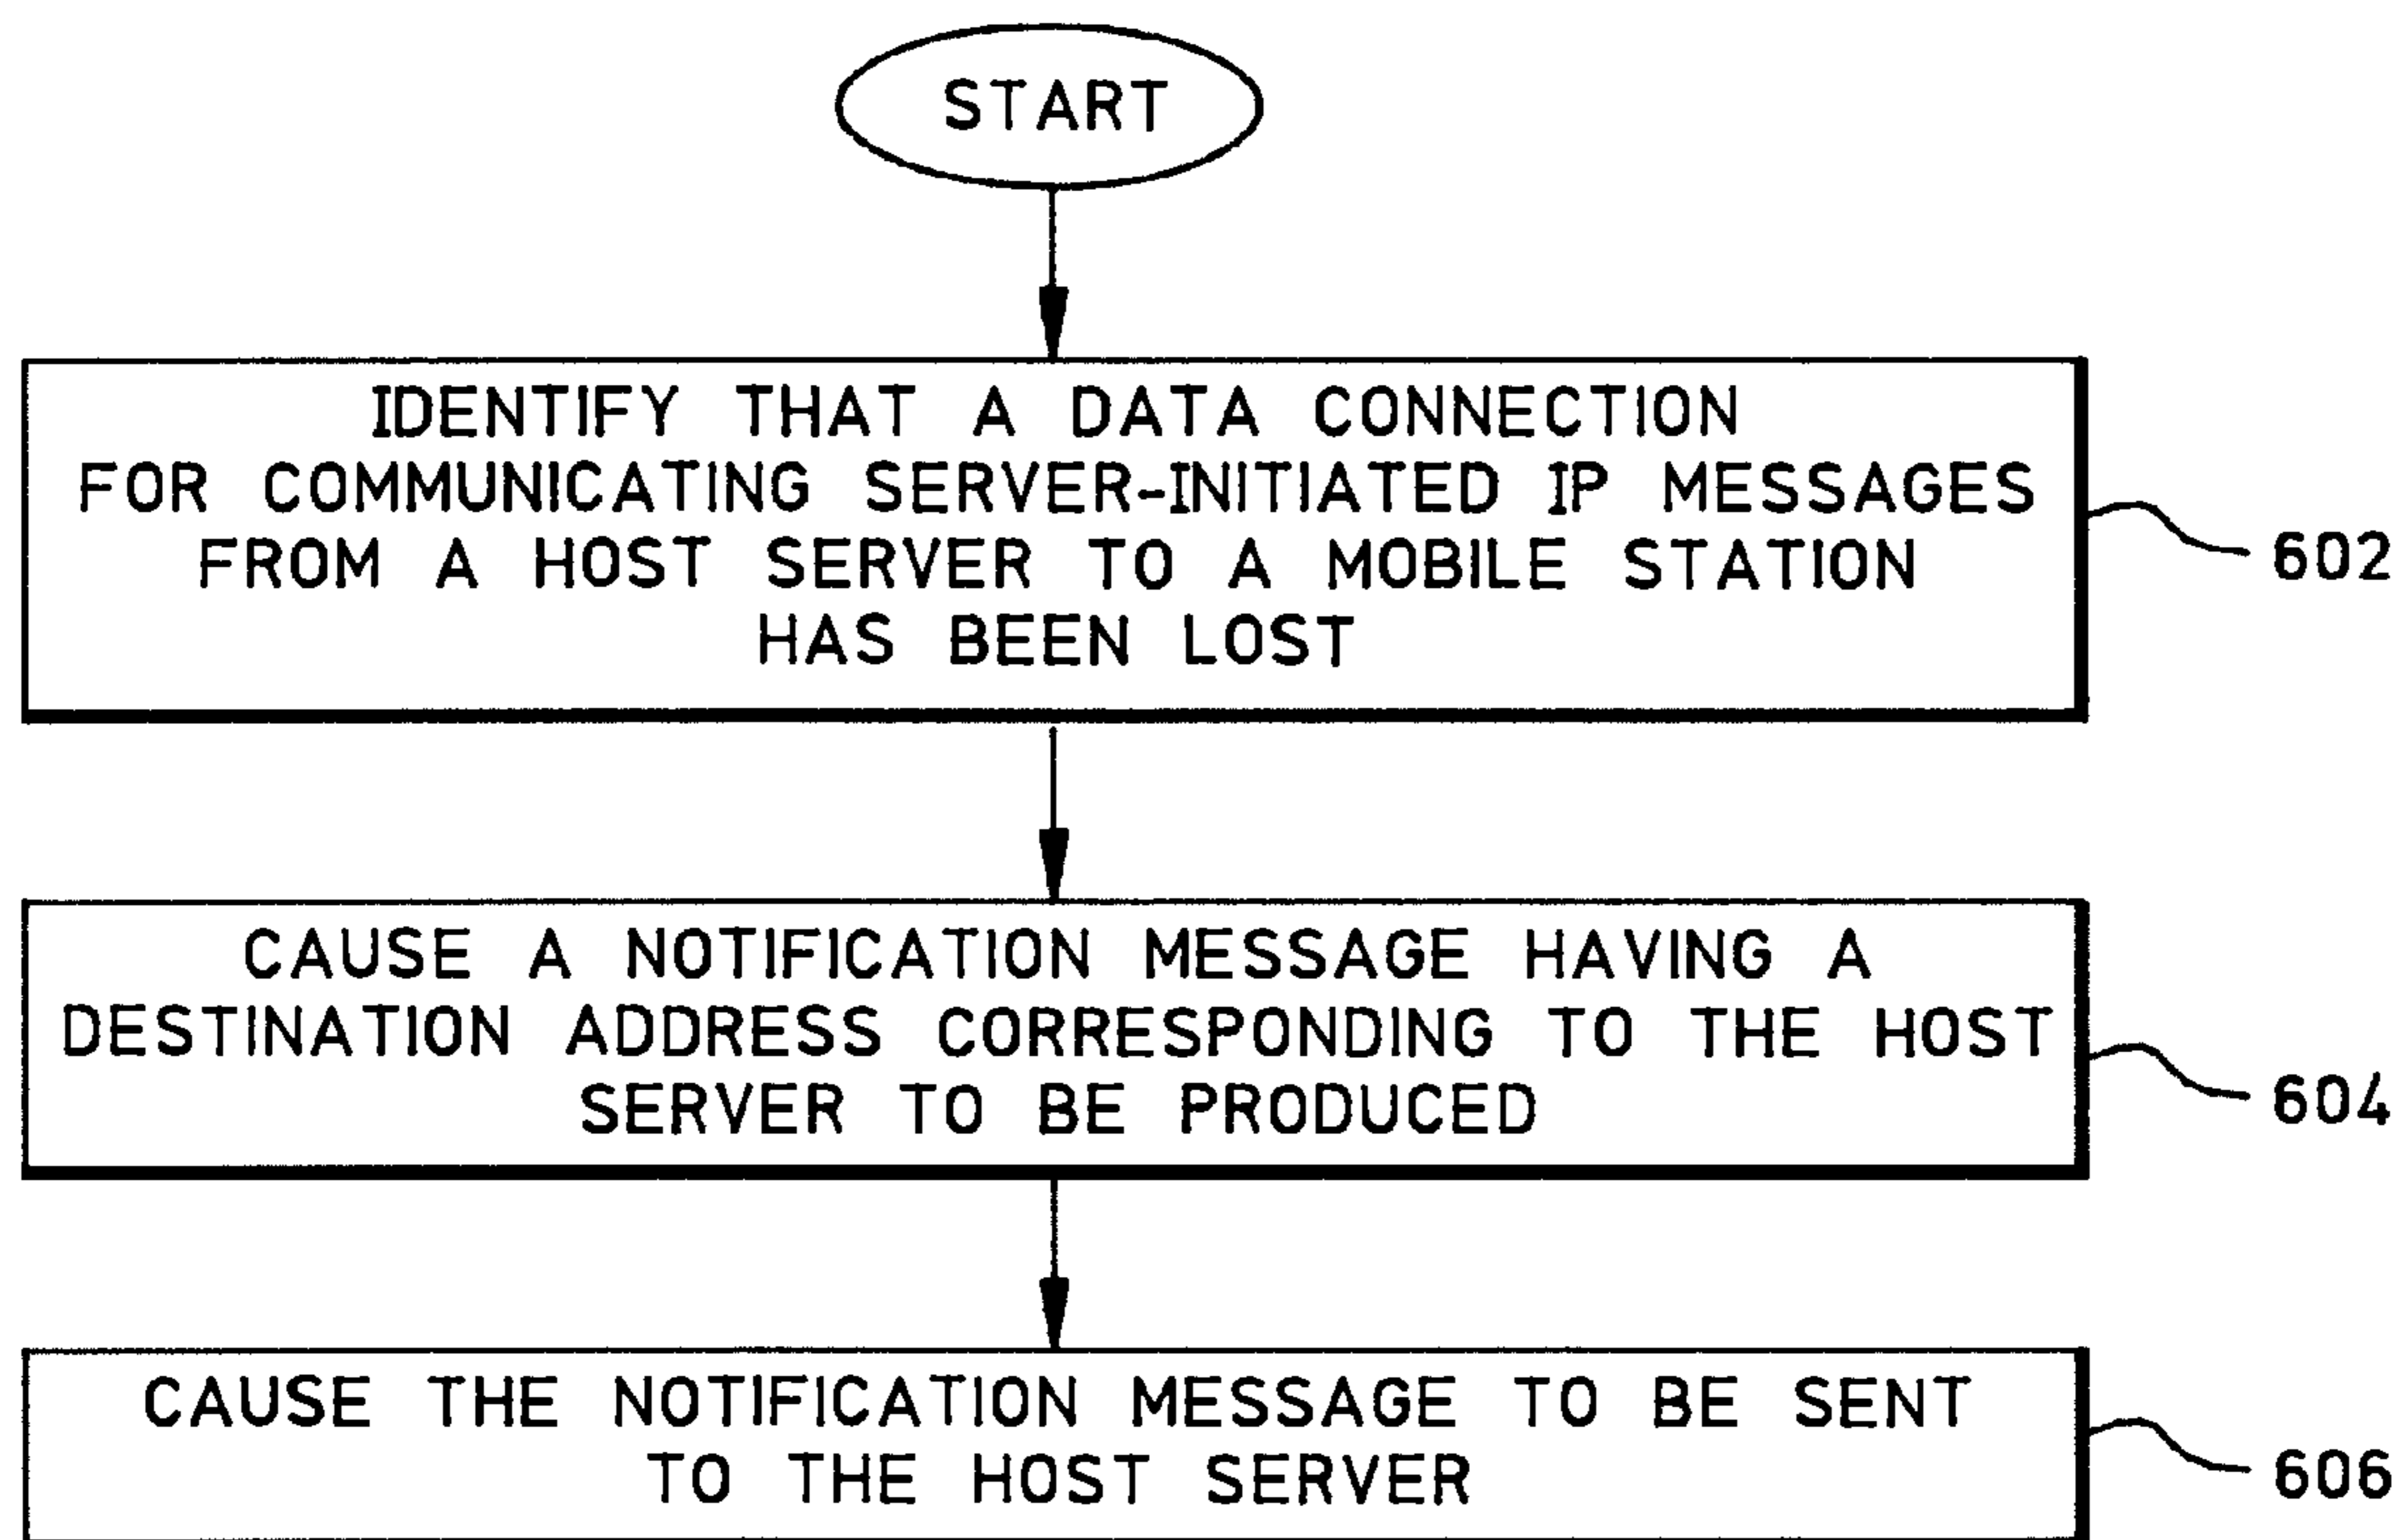 START
IDENTIFY THAT A DATA CONNECTION
FOR COMMUNICATING SERVER-INITIATED IP MESSAGES
FROM A HOST SERVER TO A MOBILE STATION
HAS BEEN LOST
602
CAUSE A NOTIFICATION MESSAGE HAVING A
DESTINATION ADDRESS CORRESPONDING TO THE HOST
SERVER TO BE PRODUCED
604
CAUSE THE NOTIFICATION MESSAGE TO BE SENT
TO THE HOST SERVER
606